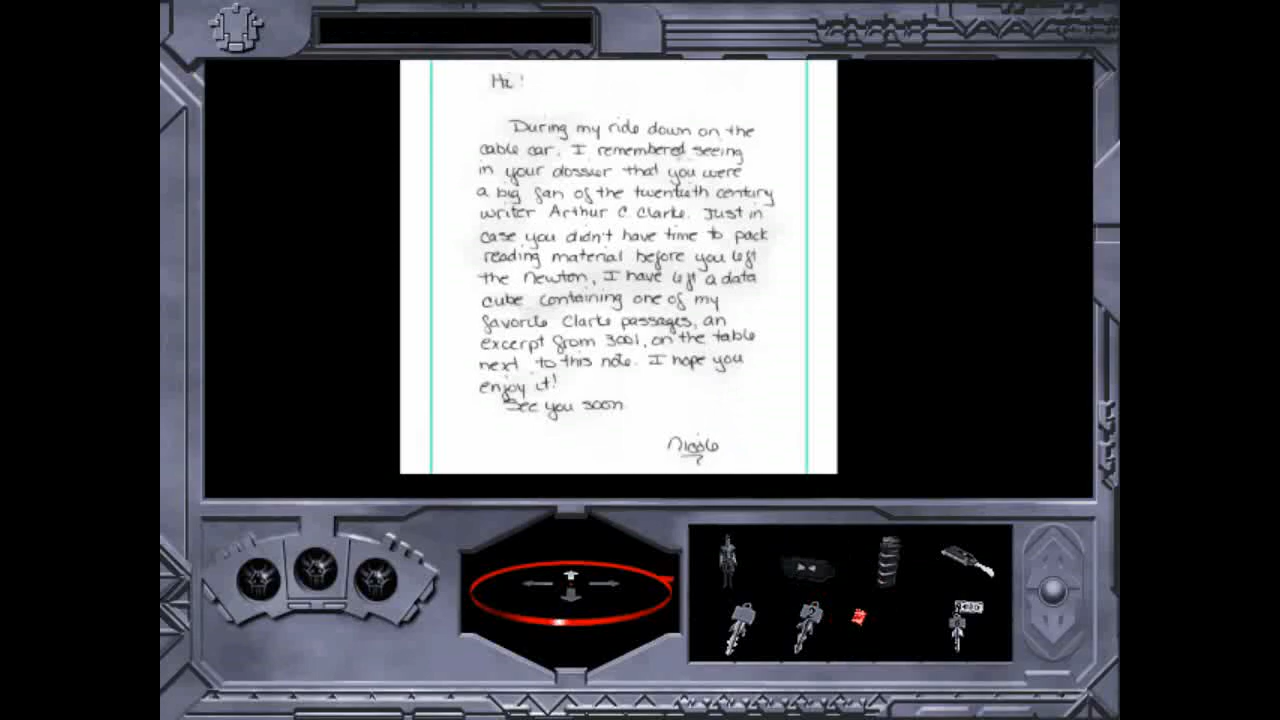 Hi!
During my ride down on the
cable car, I remembered seeing
in your dossier that you were
a big fan of the twentieth century
writer Arthur C. Clarke. Just in
case you didn't have time to pack
reading material before you left
the Newton, I have left a data
cube containing one of my
favorite Clarke passages, an
excerpt from 3001, on the table
next to this note. I hope you
enjoy it!
See you soon
Nicole